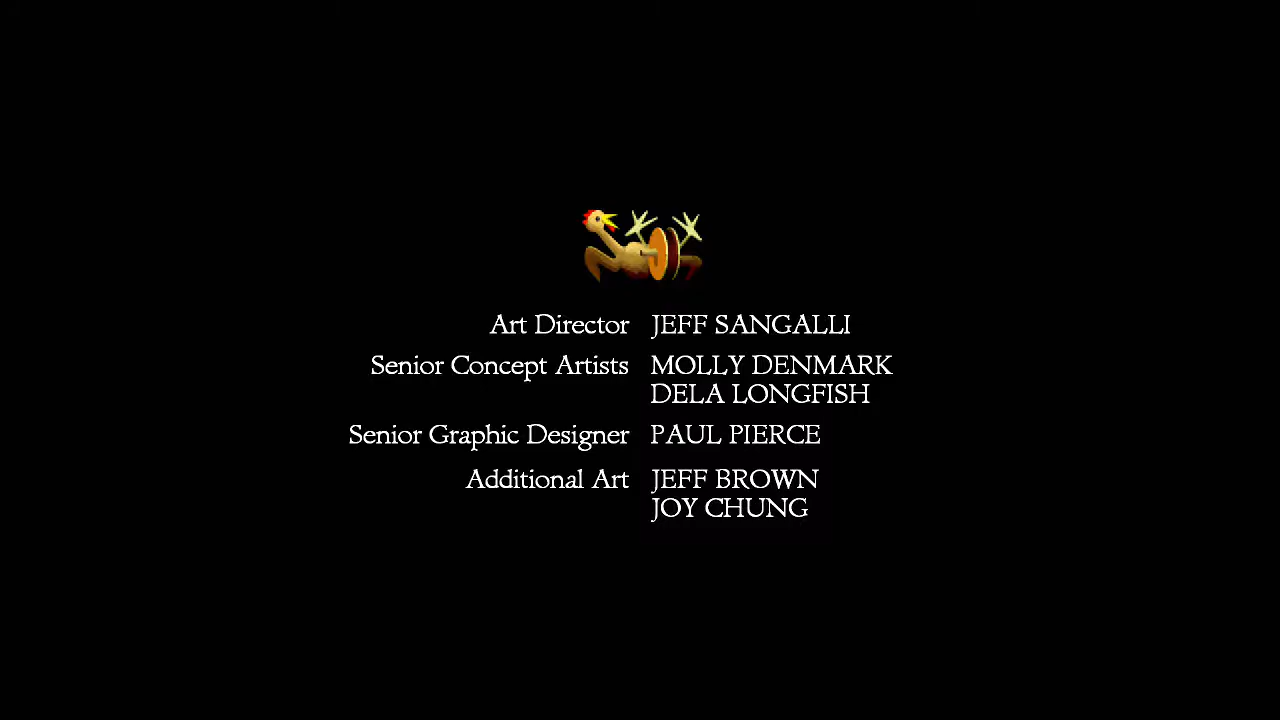 Art Director JEFF SANGALLI
Senior Concept Artists MOLLY DENMARK
DELA LONGFISH
Senior Graphic Designer PAUL PIERCE
Additional Art JEFF BROWN
JOY CHUNG